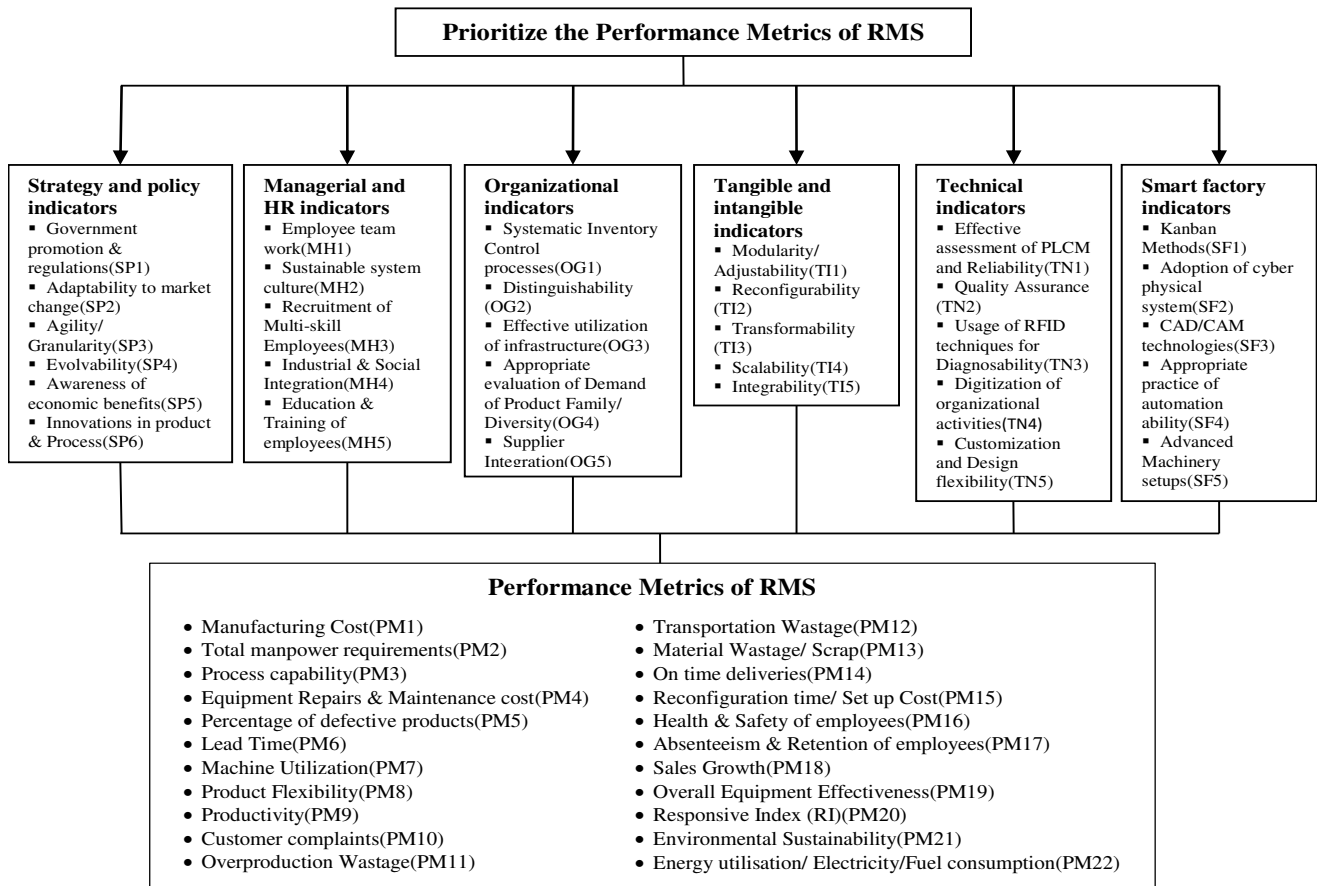 Prioritize the Performance Metrics of RMS
Strategy and policy
indicators
▪ Government
promotion &
regulations(SP1)
▪ Adaptability to market
change(SP2)
▪ Agility/
Granularity(SP3)
▪ Evolvability(SP4)
▪ Awareness of
economic benefits(SP5)
▪ Innovations in product
& Process(SP6)
Managerial and
HR indicators
▪ Employee team
work(MH1)
▪ Sustainable system
culture(MH2)
▪ Recruitment of
Multi-skill
Employees(MH3)
▪ Industrial & Social
Integration(MH4)
▪ Education &
Training of
employees(MH5)
Organizational
indicators
▪ Systematic Inventory
Control
processes(OG1)
▪ Distinguishability
(OG2)
▪ Effective utilization
of infrastructure(OG3)
▪ Appropriate
evaluation of Demand
of Product Family/
Diversity(OG4)
▪ Supplier
Integration(OG5)
Tangible and
intangible
indicators
▪ Modularity/
Adjustability(TI1)
▪ Reconfigurability
(TI2)
▪ Transformability
(TI3)
▪ Scalability(TI4)
▪ Integrability(TI5)
Technical
indicators
▪ Effective
assessment of PLCM
and Reliability(TN1)
▪ Quality Assurance
(TN2)
▪ Usage of RFID
techniques for
Diagnosability(TN3)
▪ Digitization of
organizational
activities(TN4)
▪ Customization
and Design
flexibility(TN5)
Smart factory
indicators
▪ Kanban
Methods(SF1)
▪ Adoption of cyber
physical
system(SF2)
▪ CAD/CAM
technologies(SF3)
▪ Appropriate
practice of
automation
ability(SF4)
▪ Advanced
Machinery
setups(SF5)
Performance Metrics of RMS
• Manufacturing Cost(PM1)
• Total manpower requirements(PM2)
• Process capability(PM3)
• Equipment Repairs & Maintenance cost(PM4)
• Percentage of defective products(PM5)
• Lead Time(PM6)
• Machine Utilization(PM7)
• Product Flexibility(PM8)
• Productivity(PM9)
• Customer complaints(PM10)
• Overproduction Wastage(PM11)
• Transportation Wastage(PM12)
• Material Wastage/ Scrap(PM13)
• On time deliveries(PM14)
• Reconfiguration time/ Set up Cost(PM15)
• Health & Safety of employees(PM16)
• Absenteeism & Retention of employees(PM17)
• Sales Growth(PM18)
• Overall Equipment Effectiveness(PM19)
• Responsive Index (RI)(PM20)
• Environmental Sustainability(PM21)
• Energy utilisation/ Electricity/Fuel consumption(PM22)